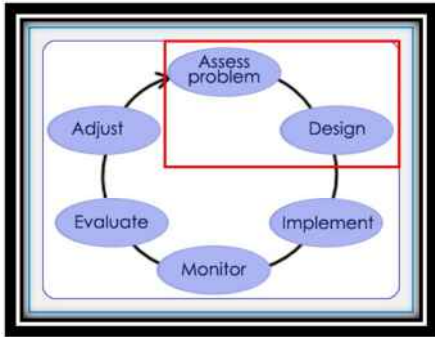 Assess
problem
Design
Implement
Monitor
Evaluate
Adjust